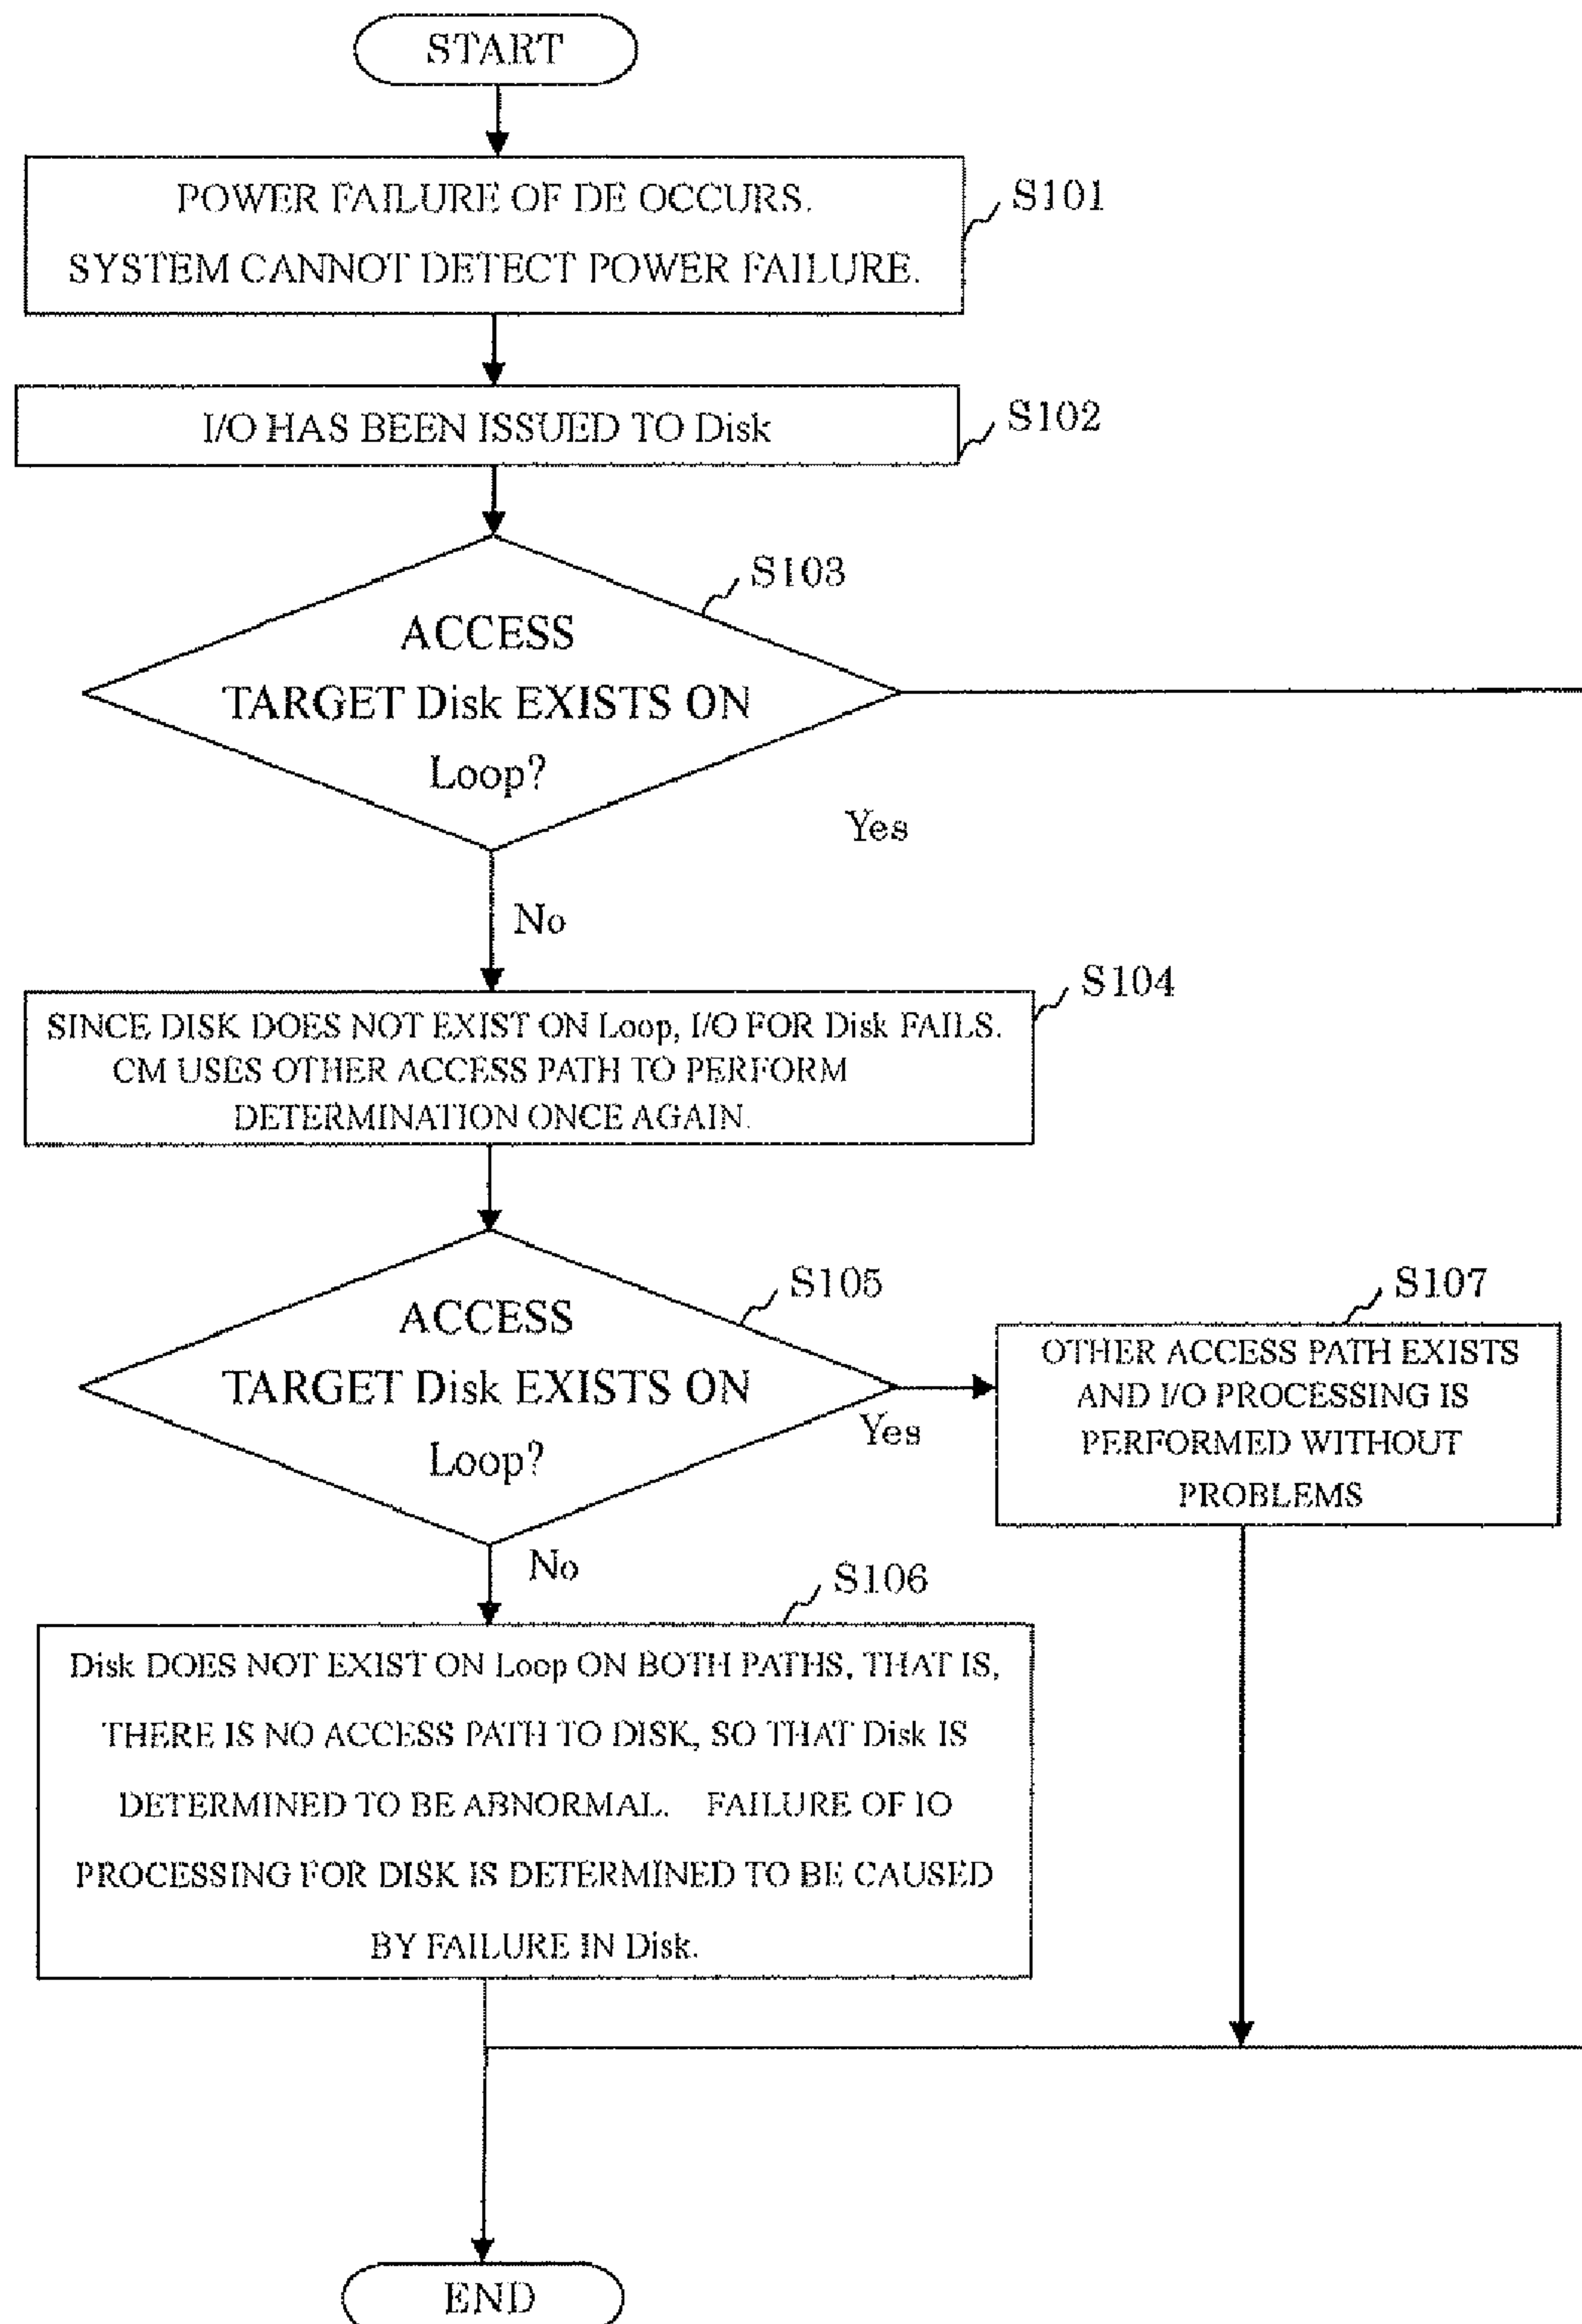 START
POWER FAILURE OF DE OCCURS.
SYSTEM CANNOT DETECT POWER FAILURE.
S101
I/O HAS BEEN ISSUED TO Disk
S102
S103
ACCESS
TARGET Disk EXISTS ON
Loop?
Yes
No
S104
SINCE DISK DOES NOT EXIST ON Loop, I/O FOR Disk FAILS.
CM USES OTHER ACCESS PATH TO PERFORM
DETERMINATION ONCE AGAIN.
S105
ACCESS
TARGET Disk EXISTS ON
Loop?
Yes
No
S107
OTHER ACCESS PATH EXISTS
AND I/O PROCESSING IS
PERFORMED WITHOUT
PROBLEMS
S106
Disk DOES NOT EXIST ON Loop ON BOTH PATHS, THAT IS,
THERE IS NO ACCESS PATH TO DISK, SO THAT Disk IS
DETERMINED TO BE ABNORMAL. FAILURE OF IO
PROCESSING FOR DISK IS DETERMINED TO BE CAUSED
BY FAILURE IN Disk.
END